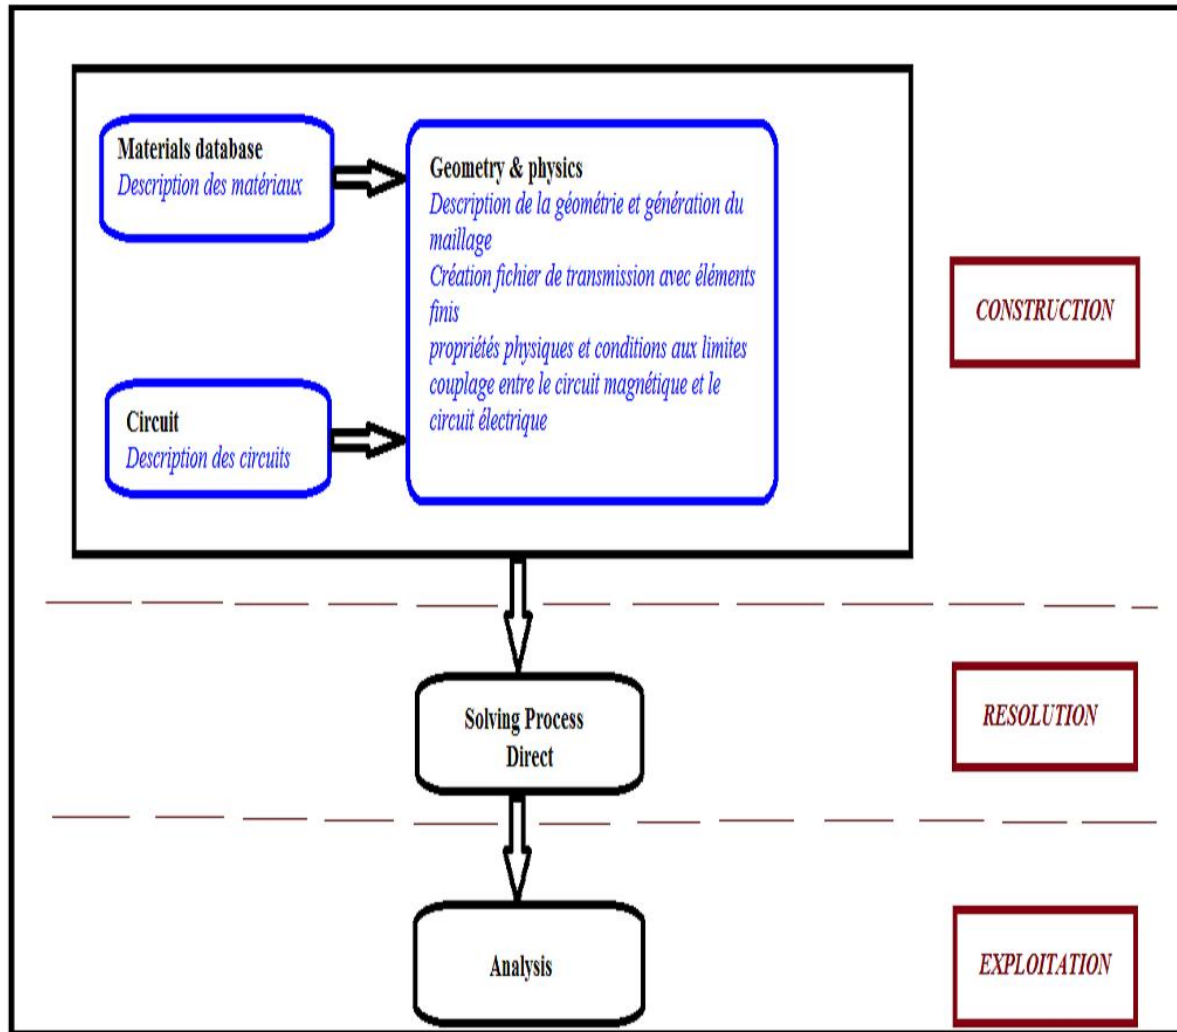 Materials database
Description des matériaux
Geometry & physics
Description de la géométrie et génération du
maillage
Création fichier de transmission avec éléments
finis
propriétés physiques et conditions aux limites
couplage entre le circuit magnétique et le
circuit électrique
Circuit
Description des circuits
CONSTRUCTION
Solving Process
Direct
RESOLUTION
Analysis
EXPLOITATION